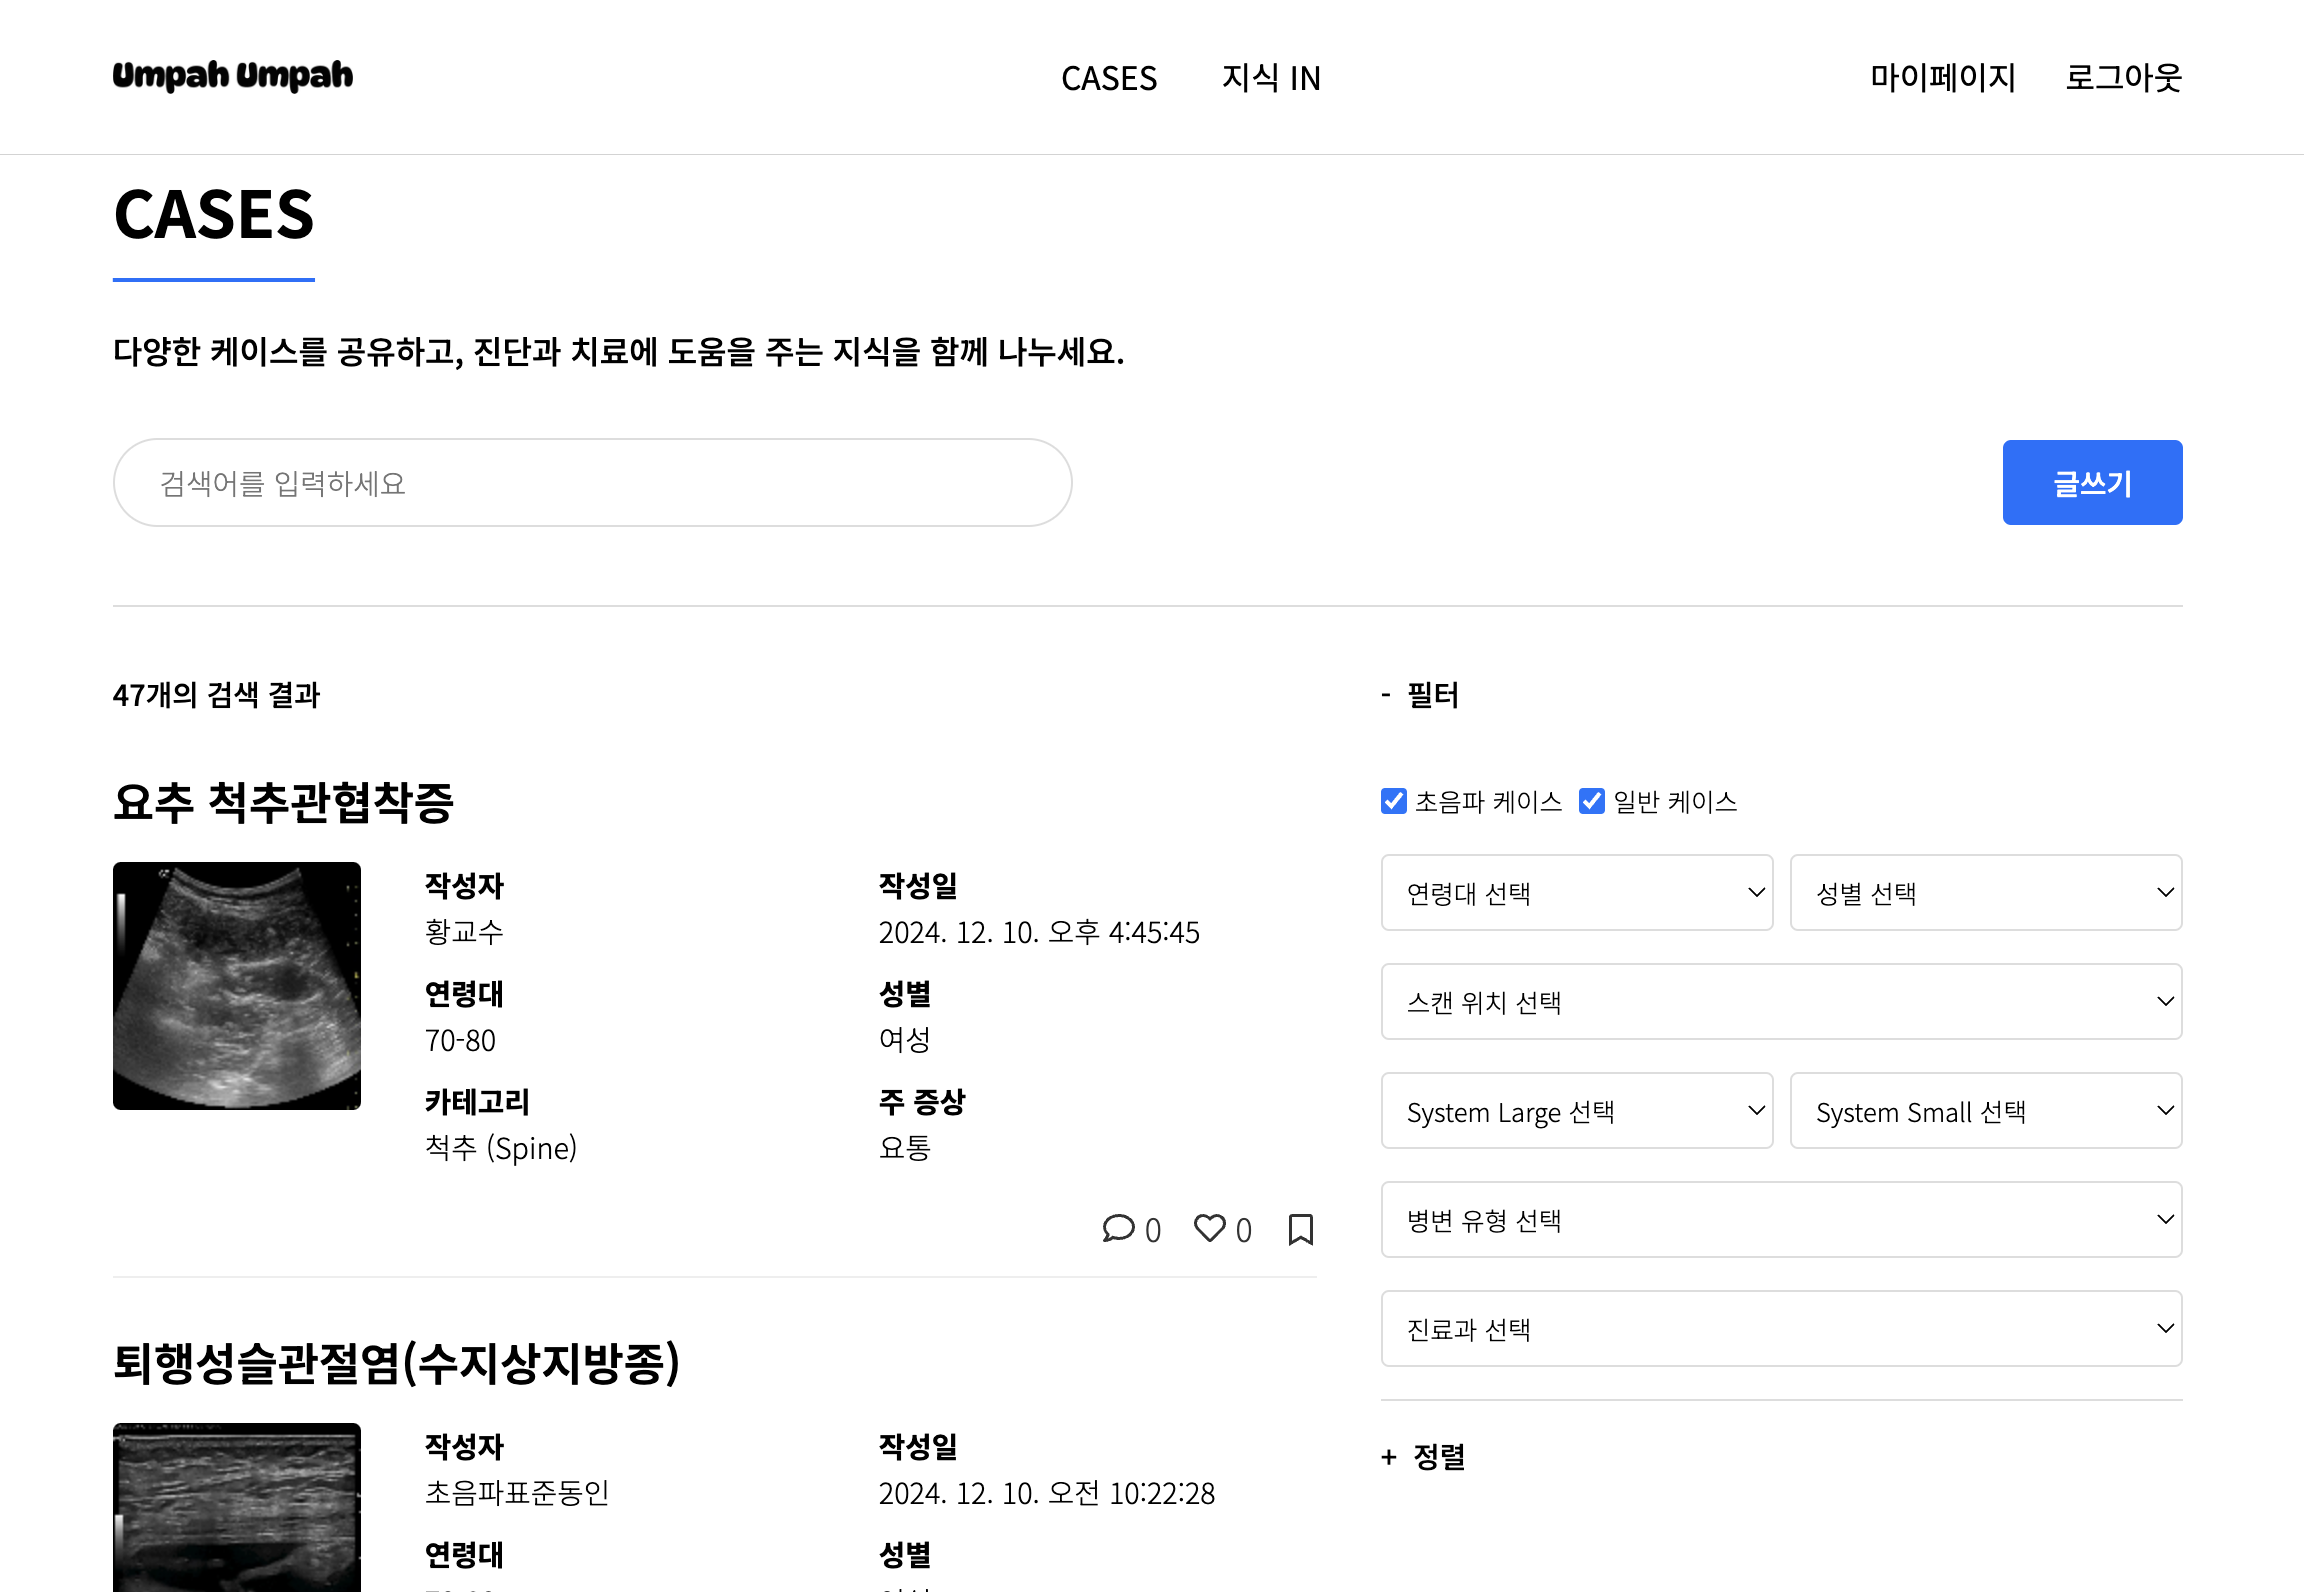 Umpah Umpah
CASES
지식 IN
마이페이지
로그아웃
CASES
다양한 케이스를 공유하고, 진단과 치료에 도움을 주는 지식을 함께 나누세요.
검색어를 입력하세요
글쓰기
47개의 검색 결과
요추 척추관협착증
작성자
황교수
작성일
2024. 12. 10. 오후 4:45:45
연령대
70-80
성별
여성
카테고리
척추 (Spine)
주 증상
요통
0
0
퇴행성슬관절염(수지상지방종)
작성자
초음파표준동인
작성일
2024. 12. 10. 오전 10:22:28
연령대
성별
- 필터
초음파 케이스
일반 케이스
연령대 선택
성별 선택
스캔 위치 선택
System Large 선택
System Small 선택
병변 유형 선택
진료과 선택
+ 정렬